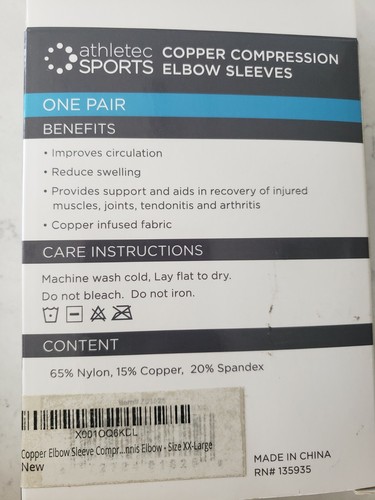 athletec
SPORTS
COPPER COMPRESSION
ELBOW SLEEVES
ONE PAIR
BENEFITS
• Improves circulation
• Reduce swelling
• Provides support and aids in recovery of injured
muscles, joints, tendonitis and arthritis
• Copper infused fabric
CARE INSTRUCTIONS
Machine wash cold, Lay flat to dry.
Do not bleach. Do not iron.
CONTENT
65% Nylon, 15% Copper, 20% Spandex
X001OQ6KDL
Copper Elbow Sleeve Compr...nnis Elbow - Size XX-Large
New
MADE IN CHINA
RN# 135935